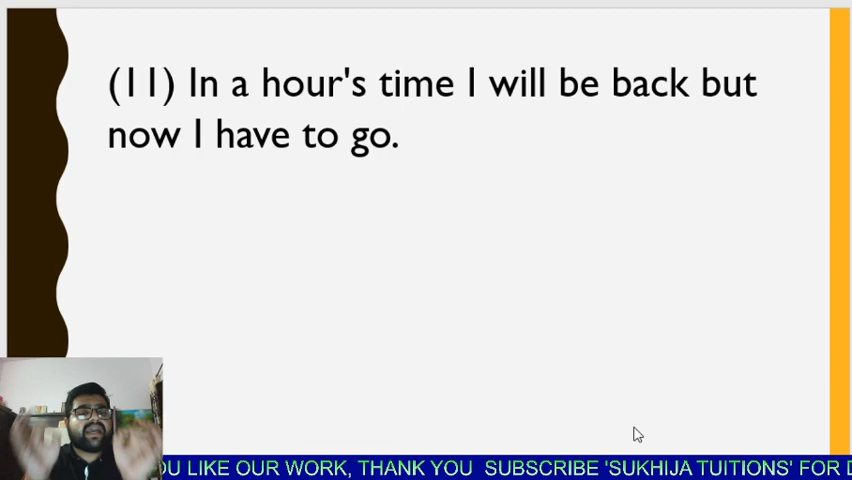 (11) In a hour's time I will be back but
now I have to go.
OU LIKE OUR WORK, THANK YOU SUBSCRIBE 'SUKHIJA TUITIONS' FOR